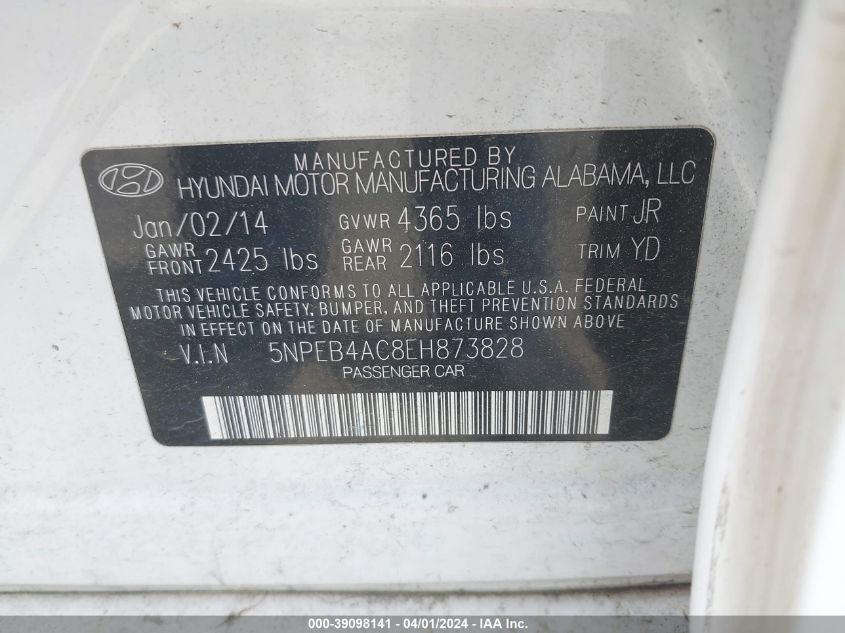 MANUFACTURED BY
HYUNDAI MOTOR MANUFACTURING ALABAMA, LLC
Jan/02/14 GVWR 4365 lbs PAINT JR
GAWR FRONT 2425 lbs GAWR REAR 2116 lbs TRIM YD
THIS VEHICLE CONFORMS TO ALL APPLICABLE U.S.A. FEDERAL
MOTOR VEHICLE SAFETY, BUMPER, AND THEFT PREVENTION STANDARDS
IN EFFECT ON THE DATE OF MANUFACTURE SHOWN ABOVE
V.I.N 5NPEB4AC8EH873828
PASSENGER CAR
000-39098141 - 04/01/2024 - IAA Inc.